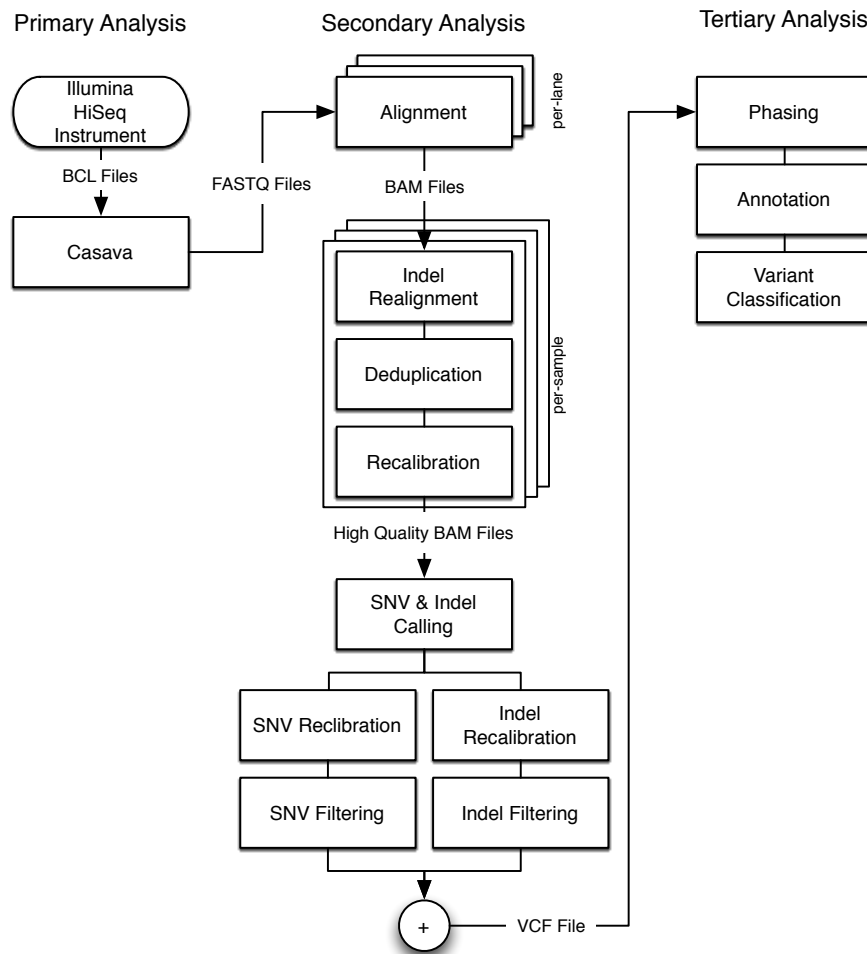 Primary Analysis
Secondary Analysis
Tertiary Analysis
Illumina
HiSeq
Instrument
BCL Files
Casava
FASTQ Files
Alignment
per-lane
BAM Files
Indel
Realignment
Deduplication
Recalibration
per-sample
High Quality BAM Files
SNV & Indel
Calling
SNV Reclibration
Indel
Recalibration
SNV Filtering
Indel Filtering
+
VCF File
Phasing
Annotation
Variant
Classification